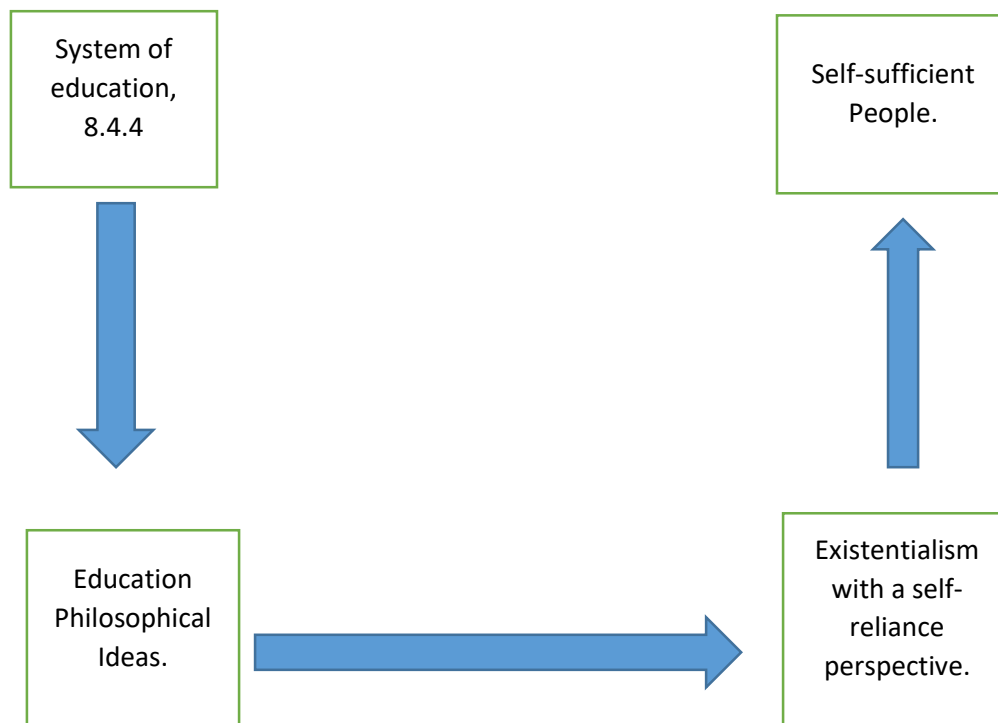 System of
education,
8.4.4
Self-sufficient
People.
Education
Philosophical
Ideas.
Existentialism
with a self-
reliance
perspective.